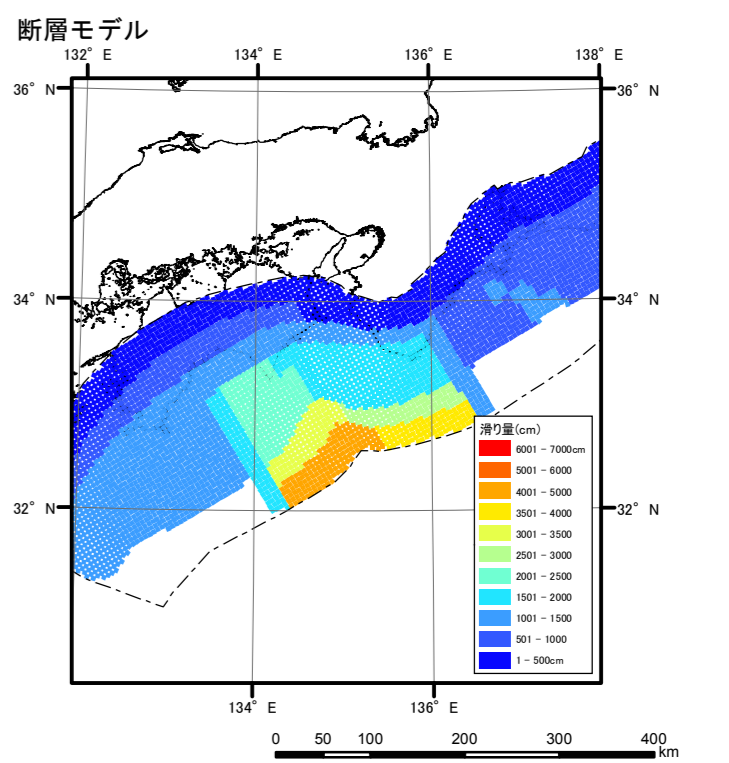 断層モデル
132° E 134° E 136° E 138° E
36° N 36° N
34° N 34° N
32° N 32° N
滑り量(cm)
6001 - 7000cm
5001 - 6000
4001 - 5000
3501 - 4000
3001 - 3500
2501 - 3000
2001 - 2500
1501 - 2000
1001 - 1500
501 - 1000
1 - 500cm
134° E 136° E
0 50 100 200 300 400
km